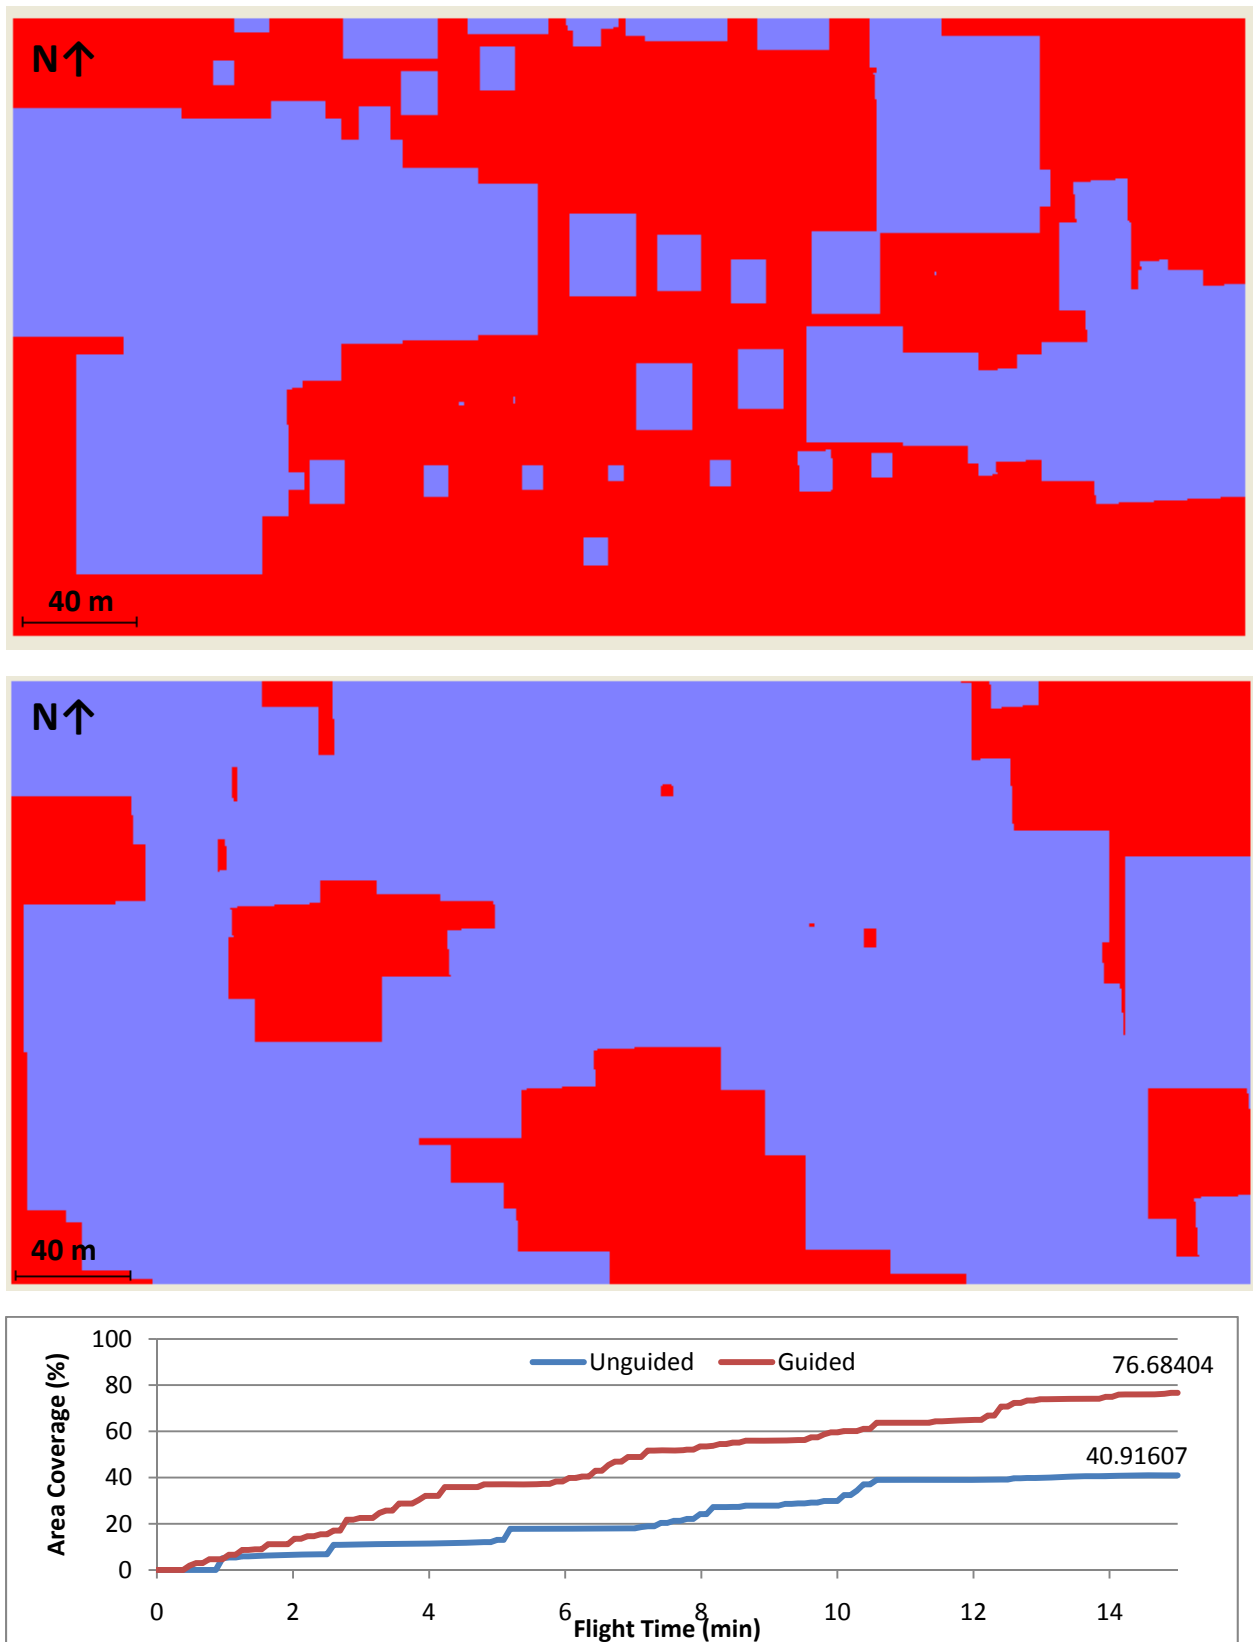 N↑
40 m
N↑
40 m
100
80
60
40
20
0
Area Coverage (%)
Unguided Guided
76.68404
40.91607
0 2 4 6 8 10 12 14
Flight Time (min)